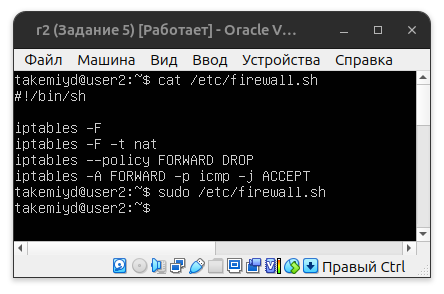 r2 (Задание 5) [Работает] - Oracle V...
Файл Машина Вид Ввод Устройства Справка
takemiyd@user2:~$ cat /etc/firewall.sh
#!/bin/sh
iptables -F
iptables -F -t nat
iptables --policy FORWARD DROP
iptables -A FORWARD -p icmp -j ACCEPT
takemiyd@user2:~$ sudo /etc/firewall.sh
takemiyd@user2:~$
Правый Ctrl